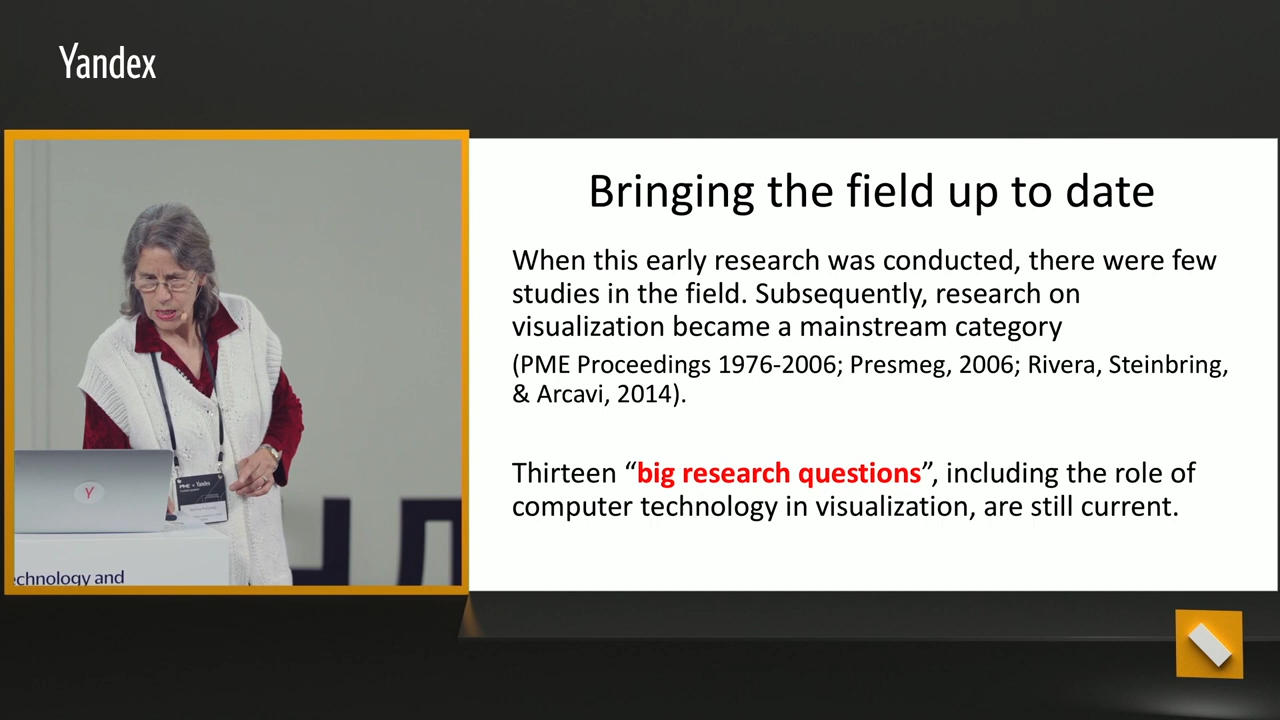 Yandex
Bringing the field up to date
When this early research was conducted, there were few
studies in the field. Subsequently, research on
visualization became a mainstream category
(PME Proceedings 1976-2006; Presmeg, 2006; Rivera, Steinbring,
& Arcavi, 2014).
Thirteen “big research questions”, including the role of
computer technology in visualization, are still current.
Y
PME + Yandex
echnology and